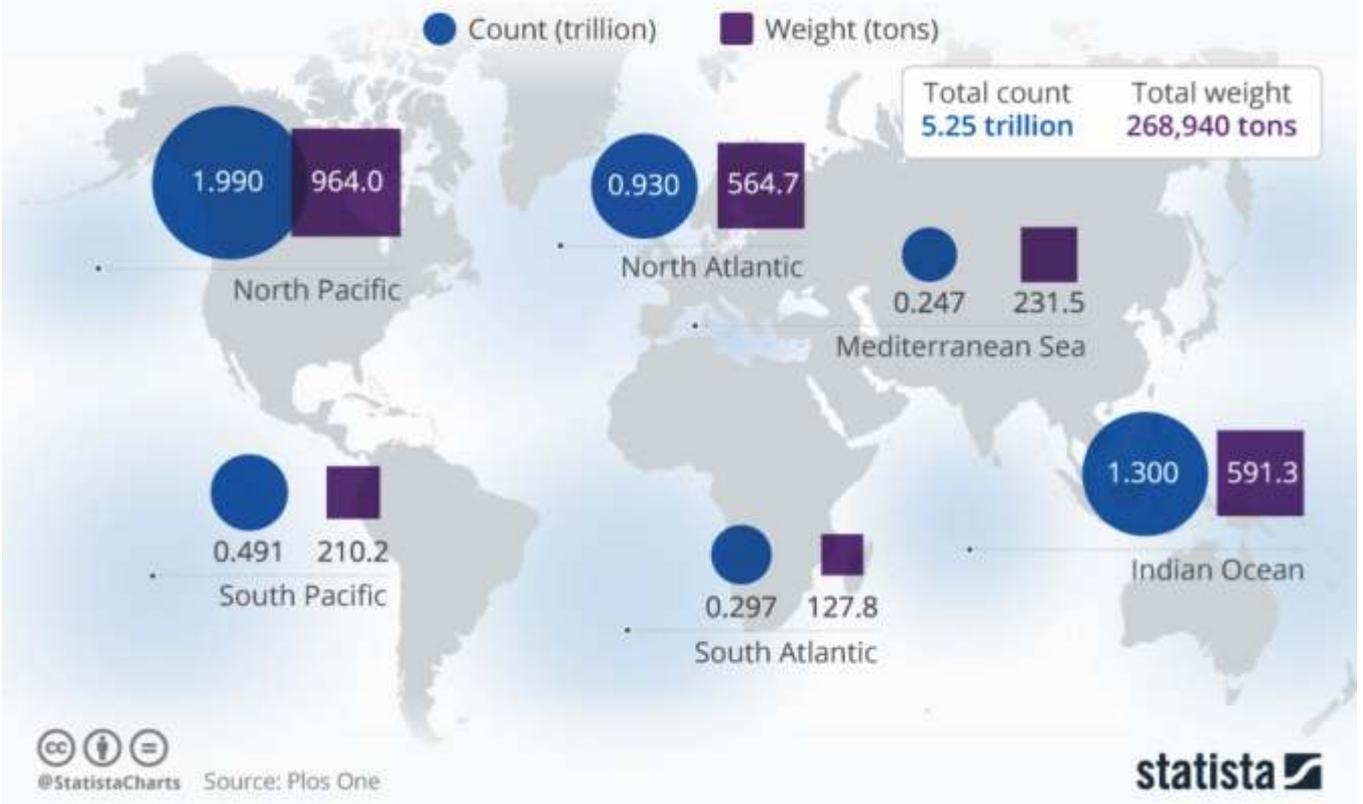 Count (trillion) Weight (tons)
Total count Total weight
5.25 trillion 268,940 tons
1.990 964.0
North Pacific
0.930 564.7
North Atlantic
0.247 231.5
Mediterranean Sea
0.491 210.2
South Pacific
0.297 127.8
South Atlantic
1.300 591.3
Indian Ocean
cc
@StatistaCharts Source: Plos One
statista